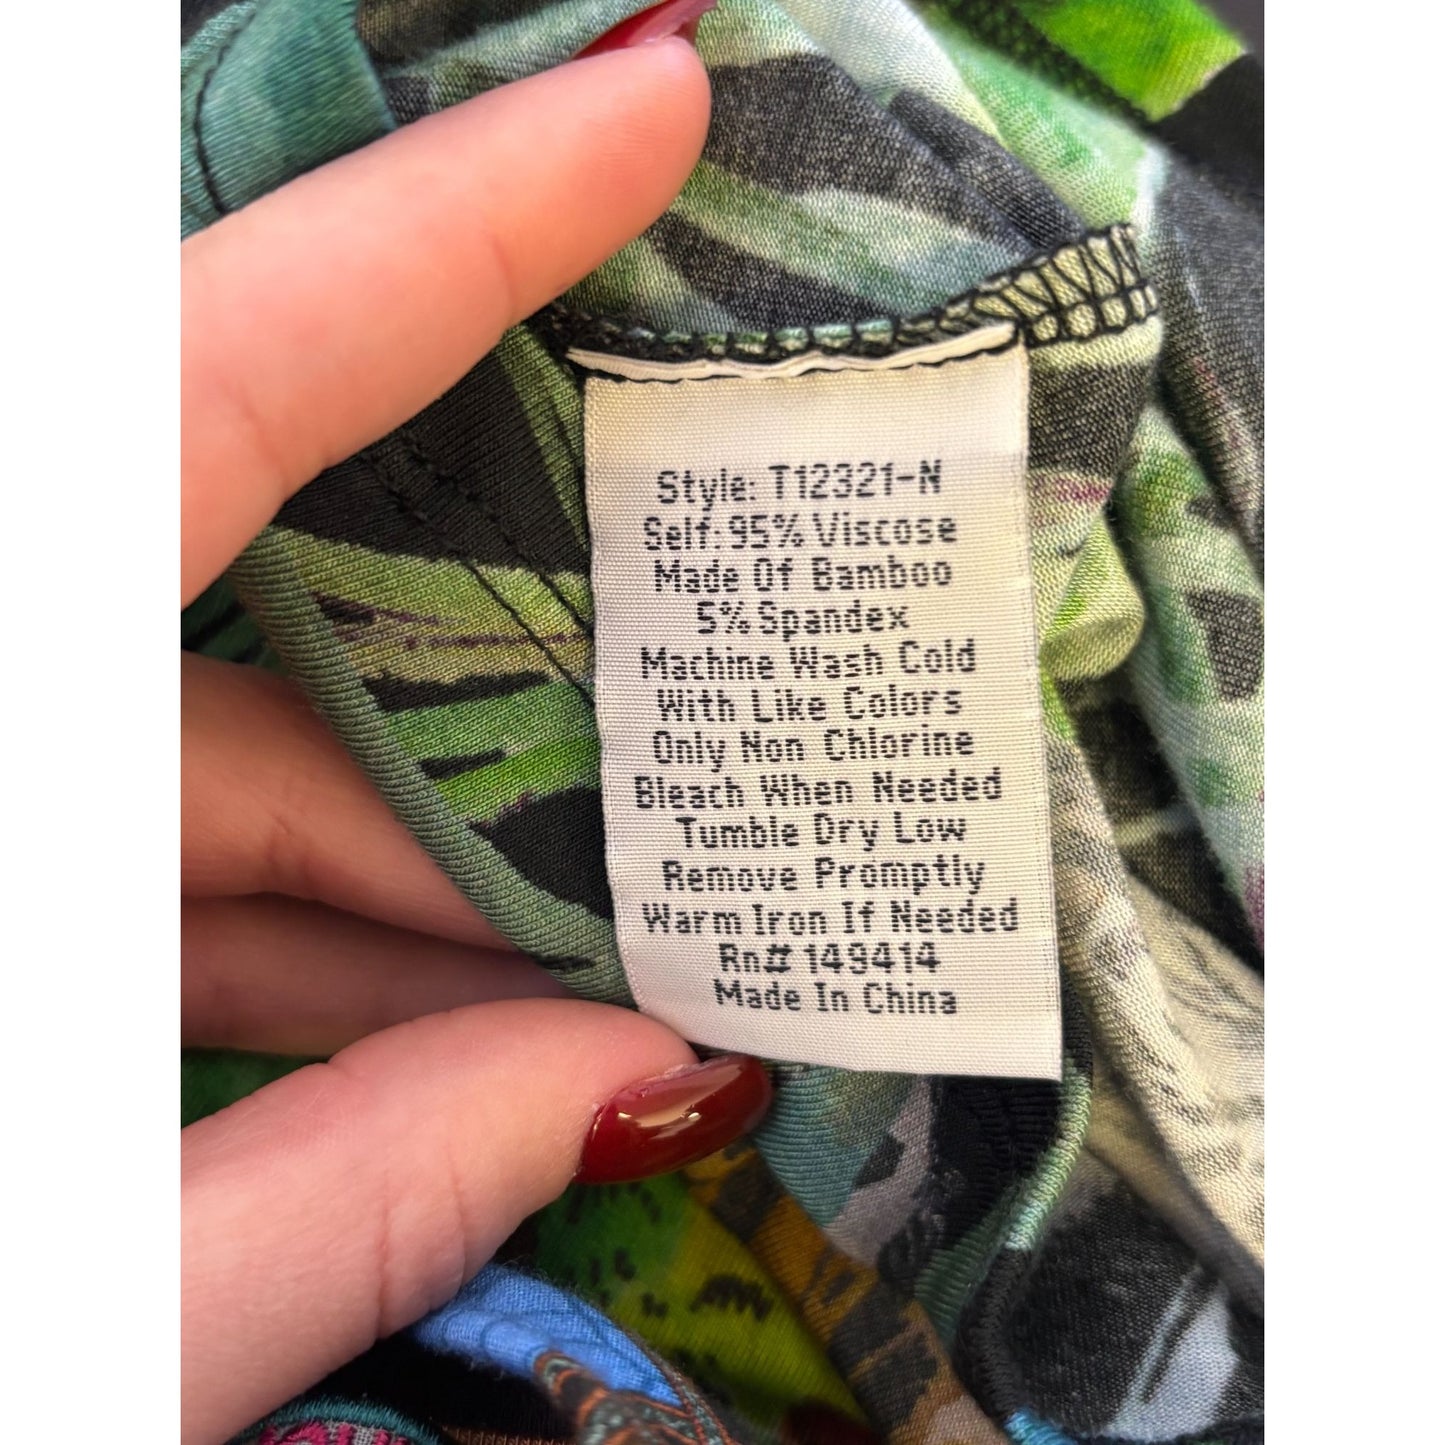 Style: T12321-N
Self: 95% Viscose
Made Of Bamboo
5% Spandex
Machine Wash Cold
With Like Colors
Only Non Chlorine
Bleach When Needed
Tumble Dry Low
Remove Promptly
Warm Iron If Needed
Rn# 149414
Made In China